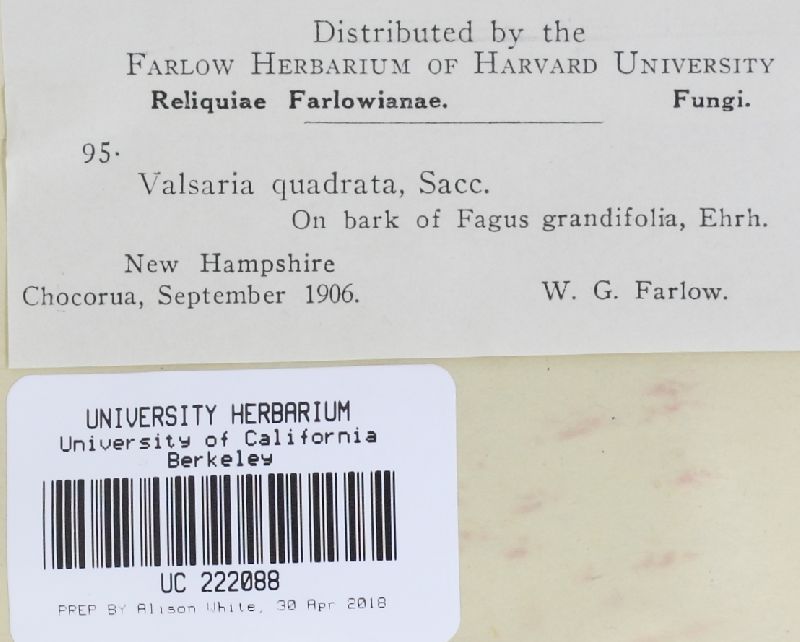 Distributed by the
FARLOW HERBARIUM OF HARVARD UNIVERSITY
Reliquiae Farlowianae. Fungi.
95.
Valsaria quadrata, Sacc.
On bark of Fagus grandifolia, Ehrh.
New Hampshire
Chocorua, September 1906. W. G. Farlow.
UNIVERSITY HERBARIUM
University of California
Berkeley
UC 222088
PREP BY Alison White, 30 Apr 2018